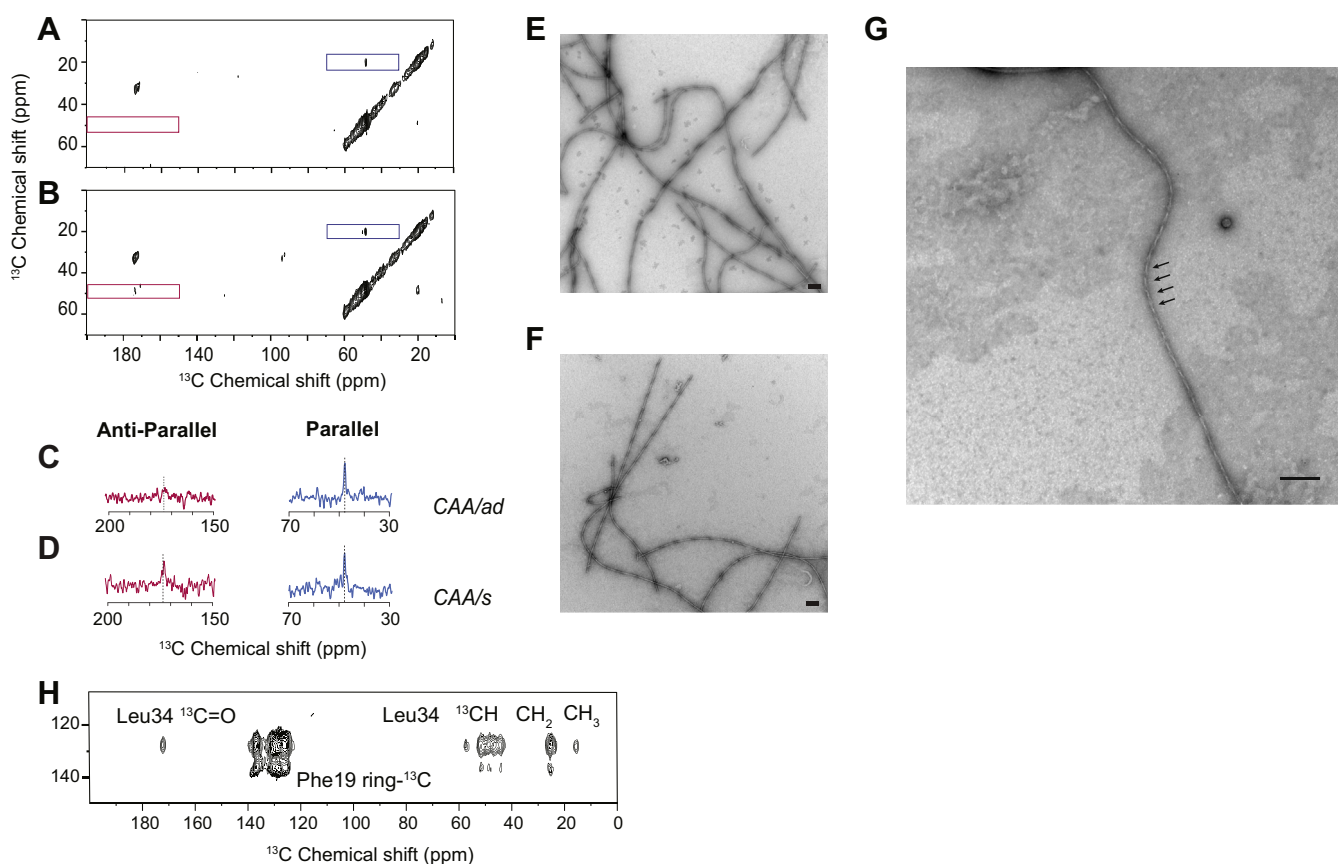 A
20
40
60
B
20
40
60
180
140
100
60
20
¹³C Chemical shift (ppm)
¹³C Chemical shift (ppm)
Anti-Parallel
Parallel
C
200
150
70
30
CAA/ad
D
200
150
70
30
CAA/s
¹³C Chemical shift (ppm)
E
F
G
H
Leu34 ¹³C=O
Leu34 ¹³CH CH₂ CH₃
Phe19 ring-¹³C
120
140
180
160
140
120
100
80
60
40
20
0
¹³C Chemical shift (ppm)